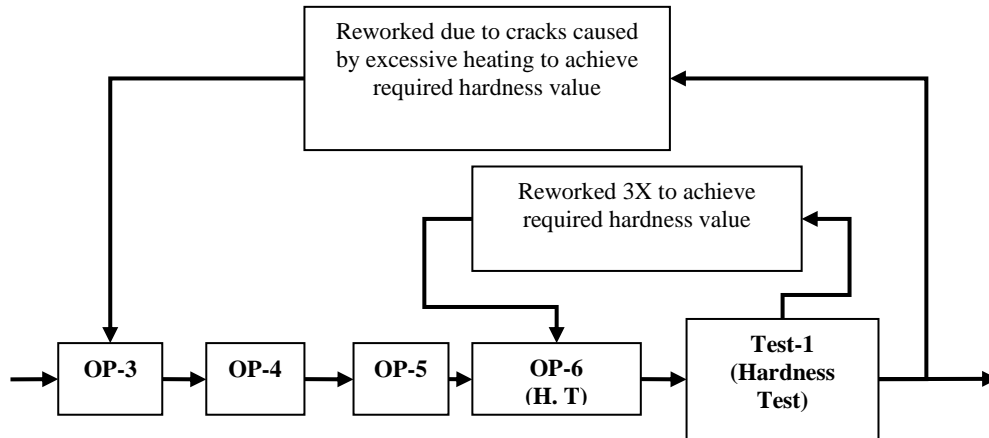 Reworked due to cracks caused
by excessive heating to achieve
required hardness value
Reworked 3X to achieve
required hardness value
OP-3
OP-4
OP-5
OP-6
(H. T)
Test-1
(Hardness
Test)